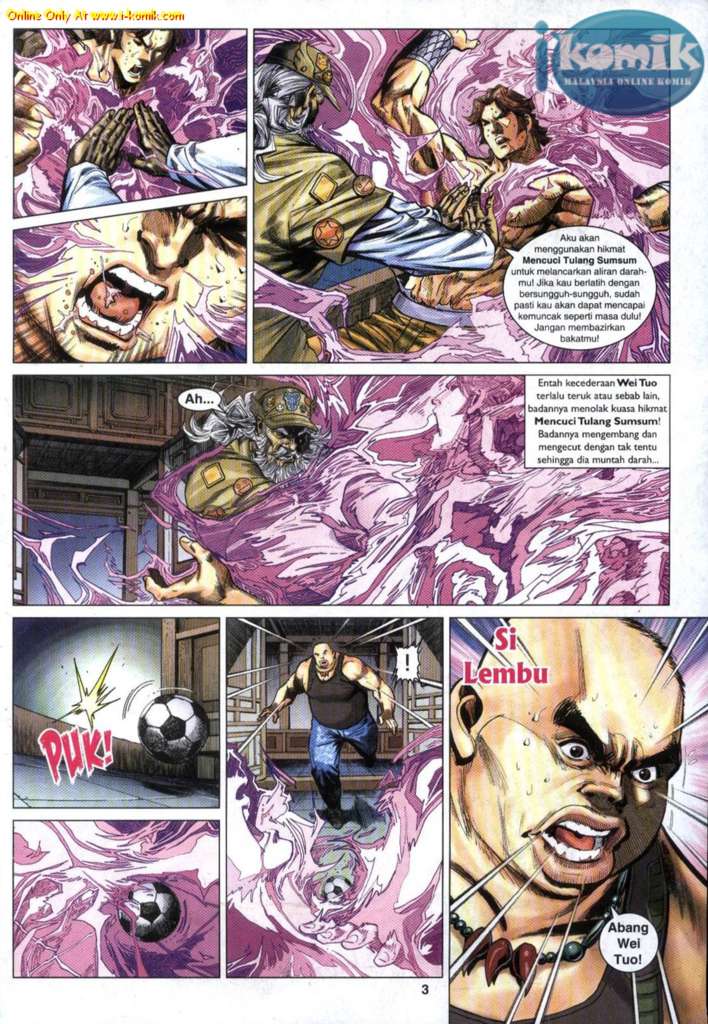 Online Only At www.i-komik.com
ikomik
MALAYSIA ONLINE KOMIK
Aku akan
menggunakan hikmat
Mencuci Tulang Sumsum
untuk melancarkan aliran darah-
mu! Jika kau berlatih dengan
bersungguh-sungguh, sudah
pasti kau akan dapat mencapai
kemuncak seperti masa dulu!
Jangan membazirkan
bakatmu!
Ah...
Entah kecederaan Wei Tuo
terlalu teruk atau sebab lain,
badannya menolak kuasa hikmat
Mencuci Tulang Sumsum!
Badannya mengembang dan
mengecut dengan tak tentu
sehingga dia muntah darah...
PUK!
!
Si
Lembu
Abang
Wei
Tuo!
3